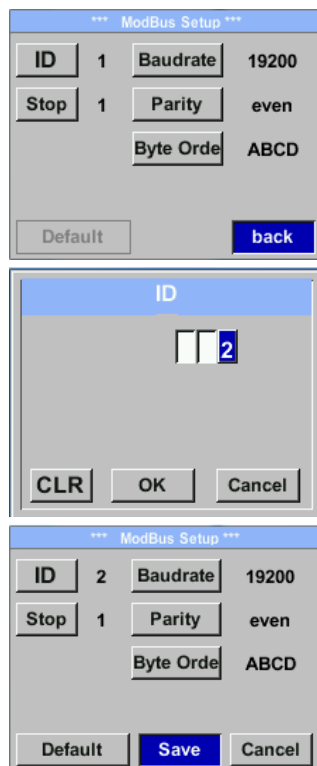 *** ModBus Setup ***
ID 1 Baudrate 19200
Stop 1 Parity even
Byte Orde ABCD
Default back
ID
2
CLR OK Cancel
*** ModBus Setup ***
ID 2 Baudrate 19200
Stop 1 Parity even
Byte Orde ABCD
Default Save Cancel